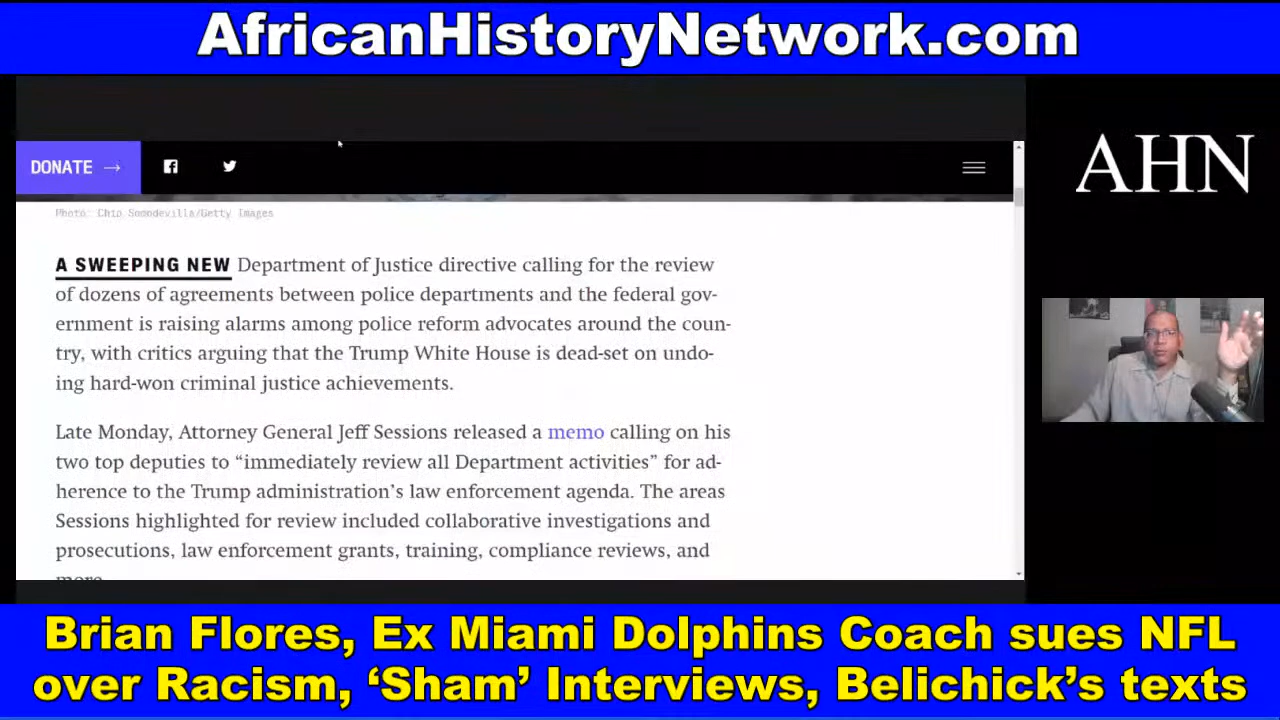 AfricanHistoryNetwork.com
DONATE →
AHN
Photo: Chip Somodevilla/Getty Images
A SWEEPING NEW Department of Justice directive calling for the review
of dozens of agreements between police departments and the federal gov-
ernment is raising alarms among police reform advocates around the coun-
try, with critics arguing that the Trump White House is dead-set on undo-
ing hard-won criminal justice achievements.
Late Monday, Attorney General Jeff Sessions released a memo calling on his
two top deputies to “immediately review all Department activities” for ad-
herence to the Trump administration’s law enforcement agenda. The areas
Sessions highlighted for review included collaborative investigations and
prosecutions, law enforcement grants, training, compliance reviews, and
more.
Brian Flores, Ex Miami Dolphins Coach sues NFL
over Racism, ‘Sham’ Interviews, Belichick’s texts